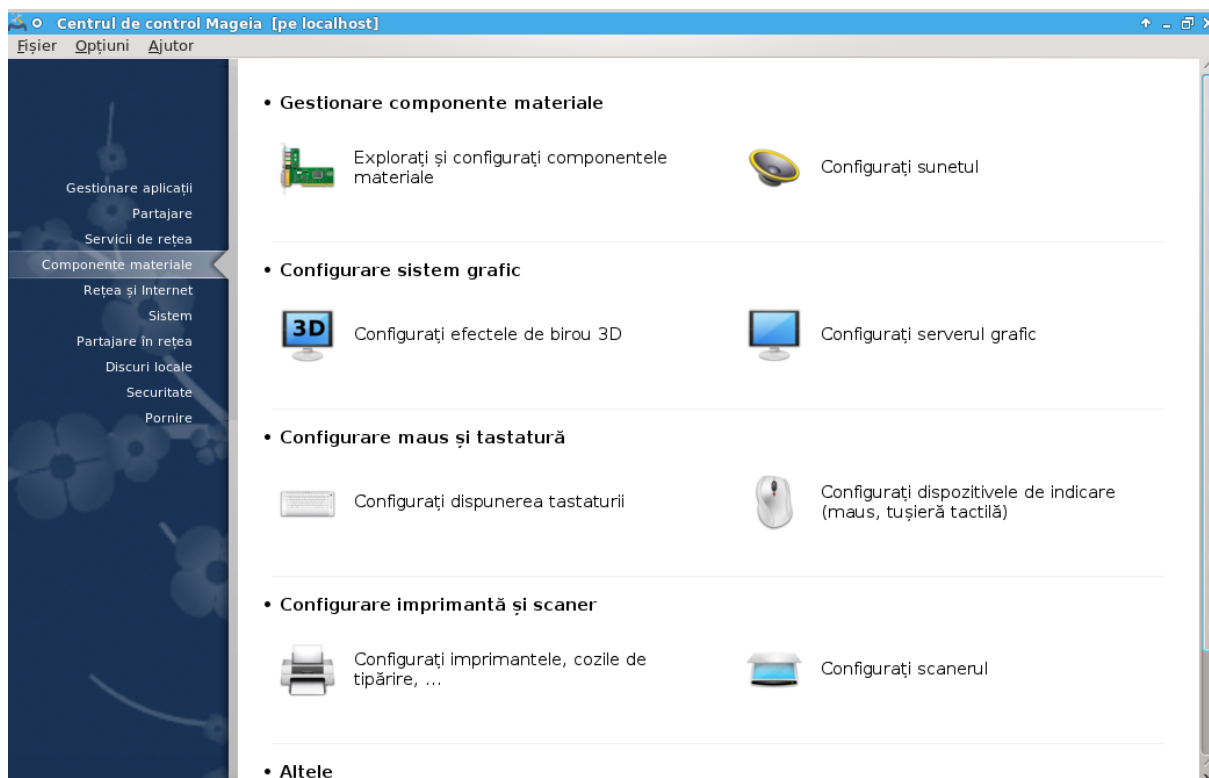 Centrul de control Mageia [pe localhost]
Fișier Opțiuni Ajutor
Gestionare aplicații
Partajare
Servicii de rețea
Componente materiale
Rețea și Internet
Sistem
Partajare în rețea
Discuri locale
Securitate
Pornire
• Gestionare componente materiale
Explorați și configurați componentele
materiale
Configurați sunetul
• Configurare sistem grafic
3D
Configurați efectele de birou 3D
Configurați serverul grafic
• Configurare maus și tastatură
Configurați dispunerea tastaturii
Configurați dispozitivele de indicare
(maus, tușieră tactilă)
• Configurare imprimantă și scaner
Configurați imprimantele, cozile de
tipărire, ...
Configurați scanerul
• Altele